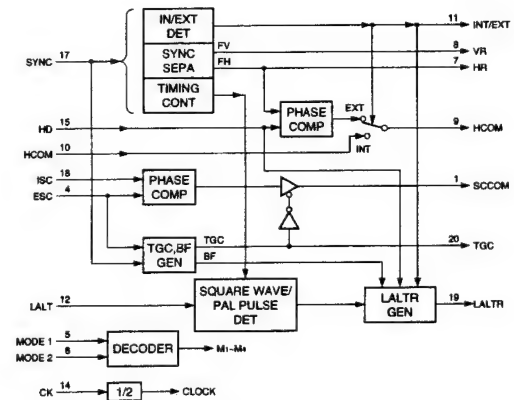 IN/EXT
DET
11 INT/EXT
SYNC 17
SYNC
SEPA
FV
8 VR
FH
7 HR
TIMING
CONT
HD 15
PHASE
COMP
EXT
9 HCOM
HCOM 10
INT
ISC 18
ESC 4
PHASE
COMP
1 SCCOM
TGC,BF
GEN
TGC
20 TGC
BF
LALT 12
SQUARE WAVE/
PAL PULSE
DET
LALTR
GEN
19 LALTR
MODE 1 5
MODE 2 6
DECODER
M1~M4
CK 14
1/2
CLOCK